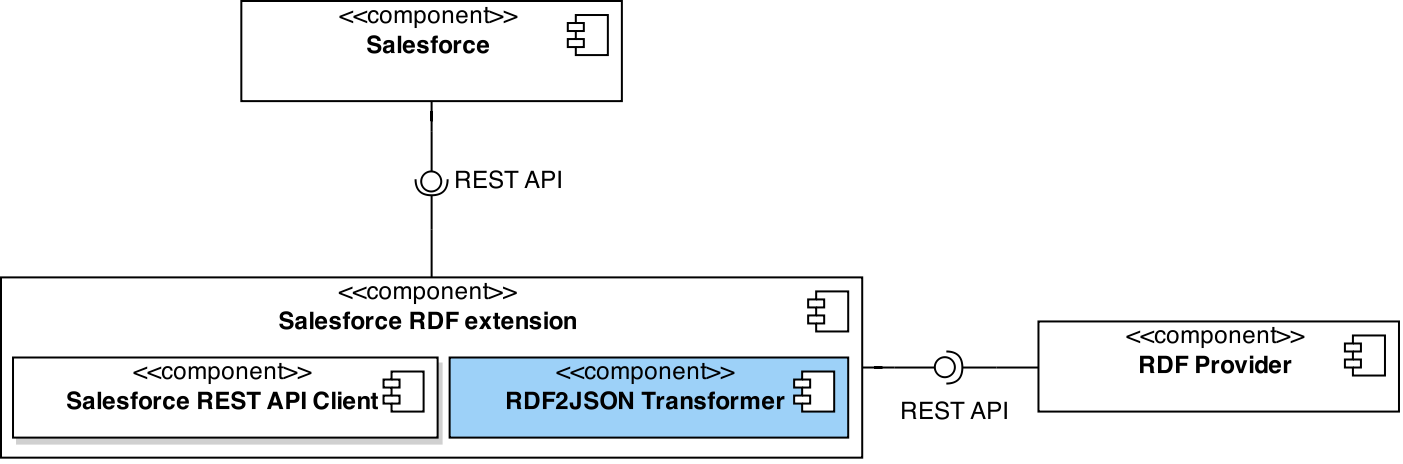 <<component>>
Salesforce
REST API
<<component>>
Salesforce RDF extension
<<component>>
Salesforce REST API Client
<<component>>
RDF2JSON Transformer
REST API
<<component>>
RDF Provider